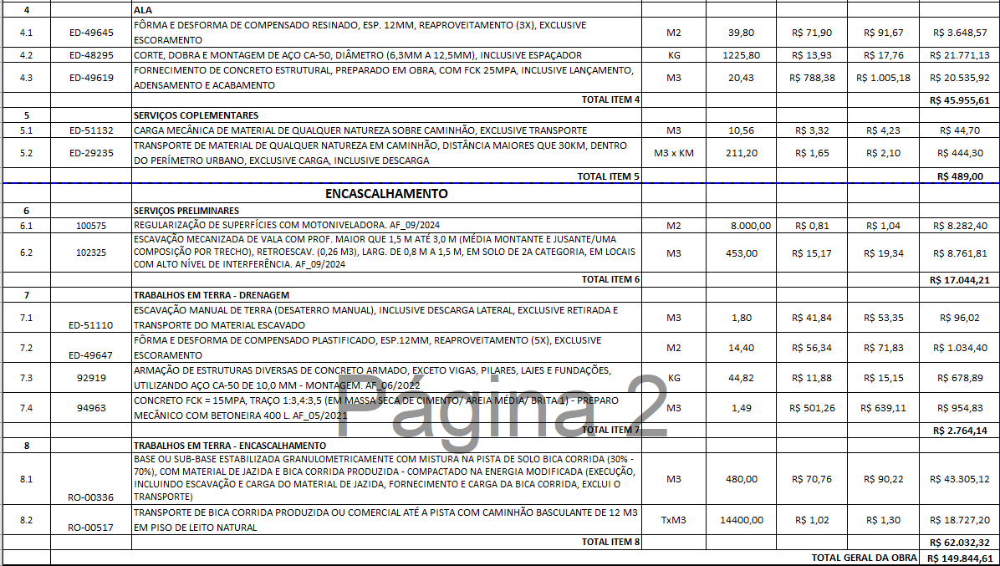 4 ALA
4.1 ED-49645 FÔRMA E DESFORMA DE COMPENSADO RESINADO, ESP. 12MM, REAPROVEITAMENTO (3X), EXCLUSIVE
ESCORAMENTO M2 39,80 R$ 71,90 R$ 91,67 R$ 3.648,57
4.2 ED-48295 CORTE, DOBRA E MONTAGEM DE AÇO CA-50, DIÂMETRO (6,3MM A 12,5MM), INCLUSIVE ESPAÇADOR KG 1225,80 R$ 13,93 R$ 17,76 R$ 21.771,13
4.3 ED-49619 FORNECIMENTO DE CONCRETO ESTRUTURAL, PREPARADO EM OBRA, COM FCK 25MPA, INCLUSIVE LANÇAMENTO,
ADENSAMENTO E ACABAMENTO M3 20,43 R$ 788,38 R$ 1.005,18 R$ 20.535,92
TOTAL ITEM 4 R$ 45.955,61
5 SERVIÇOS COPLEMENTARES
5.1 ED-51132 CARGA MECÂNICA DE MATERIAL DE QUALQUER NATUREZA SOBRE CAMINHÃO, EXCLUSIVE TRANSPORTE M3 10,56 R$ 3,32 R$ 4,23 R$ 44,70
5.2 ED-29235 TRANSPORTE DE MATERIAL DE QUALQUER NATUREZA EM CAMINHÃO, DISTÂNCIA MAIORES QUE 30KM, DENTRO
DO PERÍMETRO URBANO, EXCLUSIVE CARGA, INCLUSIVE DESCARGA M3 x KM 211,20 R$ 1,65 R$ 2,10 R$ 444,30
TOTAL ITEM 5 R$ 489,00
ENCASCALHAMENTO
6 SERVIÇOS PRELIMINARES
6.1 100575 REGULARIZAÇÃO DE SUPERFÍCIES COM MOTONIVELADORA. AF_09/2024 M2 8.000,00 R$ 0,81 R$ 1,04 R$ 8.282,40
6.2 102325 ESCAVAÇÃO MECANIZADA DE VALA COM PROF. MAIOR QUE 1,5 M ATÉ 3,0 M (MÉDIA MONTANTE E JUSANTE/UMA
COMPOSIÇÃO POR TRECHO), RETROESCAV. (0,26 M3), LARG. DE 0,8 M A 1,5 M, EM SOLO DE 2A CATEGORIA, EM LOCAIS
COM ALTO NÍVEL DE INTERFERÊNCIA. AF_09/2024 M3 453,00 R$ 15,17 R$ 19,34 R$ 8.761,81
TOTAL ITEM 6 R$ 17.044,21
7 TRABALHOS EM TERRA - DRENAGEM
7.1 ED-51110 ESCAVAÇÃO MANUAL DE TERRA (DESATERRO MANUAL), INCLUSIVE DESCARGA LATERAL, EXCLUSIVE RETIRADA E
TRANSPORTE DO MATERIAL ESCAVADO M3 1,80 R$ 41,84 R$ 53,35 R$ 96,02
7.2 ED-49647 FÔRMA E DESFORMA DE COMPENSADO PLASTIFICADO, ESP.12MM, REAPROVEITAMENTO (5X), EXCLUSIVE
ESCORAMENTO M2 14,40 R$ 56,34 R$ 71,83 R$ 1.034,40
7.3 92919 ARMAÇÃO DE ESTRUTURAS DIVERSAS DE CONCRETO ARMADO, EXCETO VIGAS, PILARES, LAJES E FUNDAÇÕES,
UTILIZANDO AÇO CA-50 DE 10,0 MM - MONTAGEM. AF_06/2022 KG 44,82 R$ 11,88 R$ 15,15 R$ 678,89
7.4 94963 CONCRETO FCK = 15MPA, TRAÇO 1:3,4:3,5 (EM MASSA SECA DE CIMENTO/ AREIA MÉDIA/ BRITA 1) - PREPARO
MECÂNICO COM BETONEIRA 400 L. AF_05/2021 M3 1,49 R$ 501,26 R$ 639,11 R$ 954,83
Página 2
TOTAL ITEM 7 R$ 2.764,14
8 TRABALHOS EM TERRA - ENCASCALHAMENTO
8.1 RO-00336 BASE OU SUB-BASE ESTABILIZADA GRANULOMETRICAMENTE COM MISTURA NA PISTA DE SOLO BICA CORRIDA (30% -
70%), COM MATERIAL DE JAZIDA E BICA CORRIDA PRODUZIDA - COMPACTADO NA ENERGIA MODIFICADA (EXECUÇÃO,
INCLUINDO ESCAVAÇÃO E CARGA DO MATERIAL DE JAZIDA, FORNECIMENTO E CARGA DA BICA CORRIDA, EXCLUI O
TRANSPORTE) M3 480,00 R$ 70,76 R$ 90,22 R$ 43.305,12
8.2 RO-00517 TRANSPORTE DE BICA CORRIDA PRODUZIDA OU COMERCIAL ATÉ A PISTA COM CAMINHÃO BASCULANTE DE 12 M3
EM PISO DE LEITO NATURAL TxM3 14400,00 R$ 1,02 R$ 1,30 R$ 18.727,20
TOTAL ITEM 8 R$ 62.032,32
TOTAL GERAL DA OBRA R$ 149.844,61